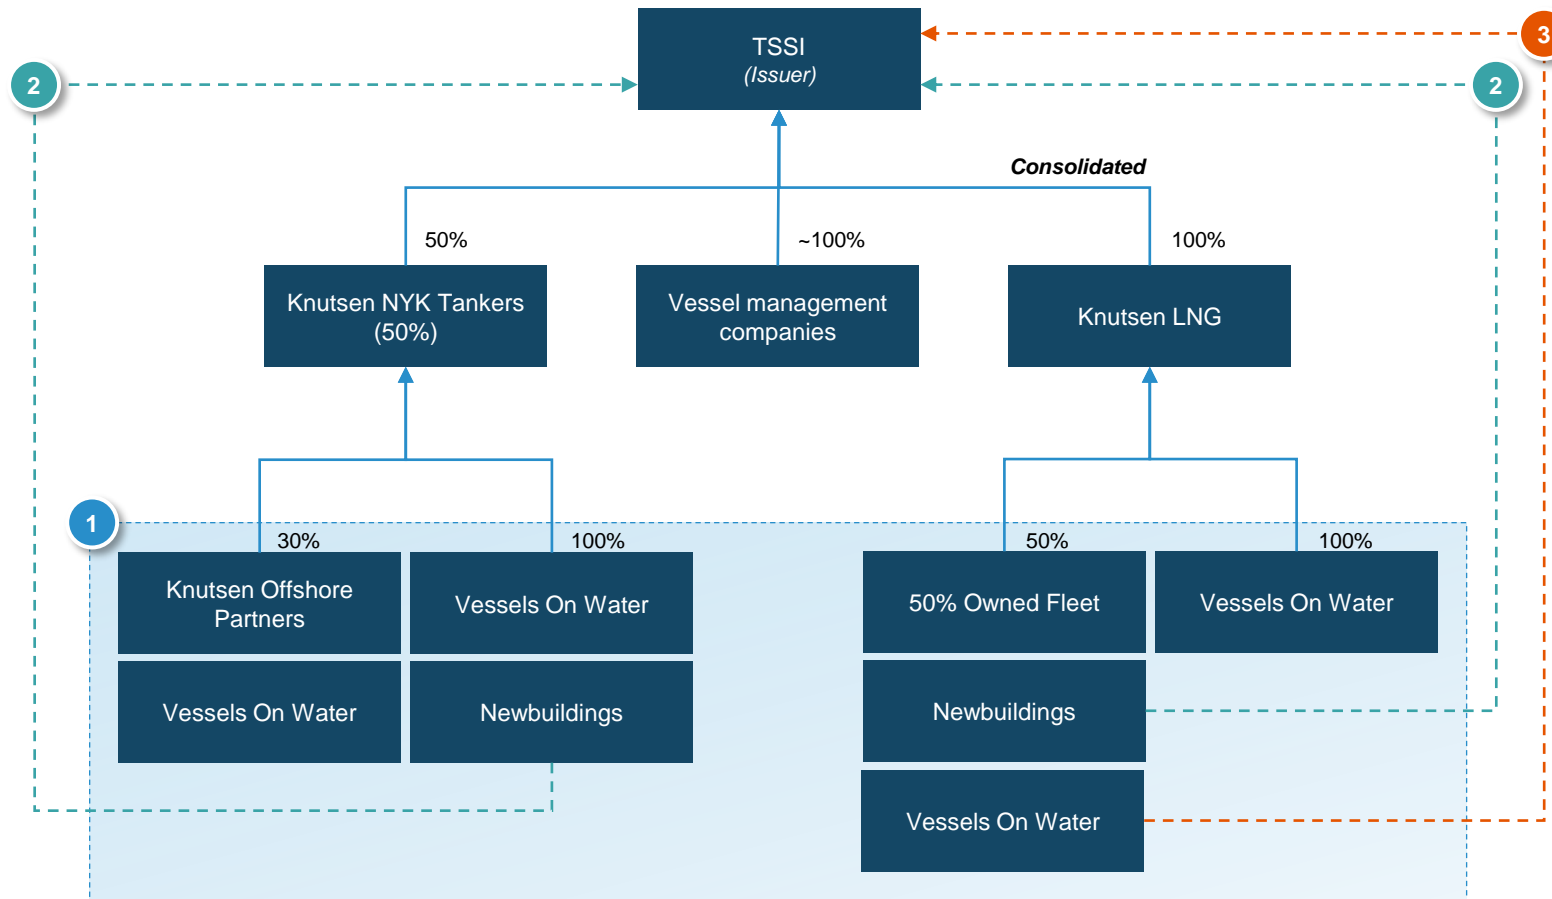 TSSI
(Issuer)
3
2
2
Consolidated
50%
~100%
100%
Knutsen NYK Tankers
(50%)
Vessel management
companies
Knutsen LNG
1
30%
100%
50%
100%
Knutsen Offshore
Partners
Vessels On Water
50% Owned Fleet
Vessels On Water
Vessels On Water
Newbuildings
Newbuildings
Vessels On Water